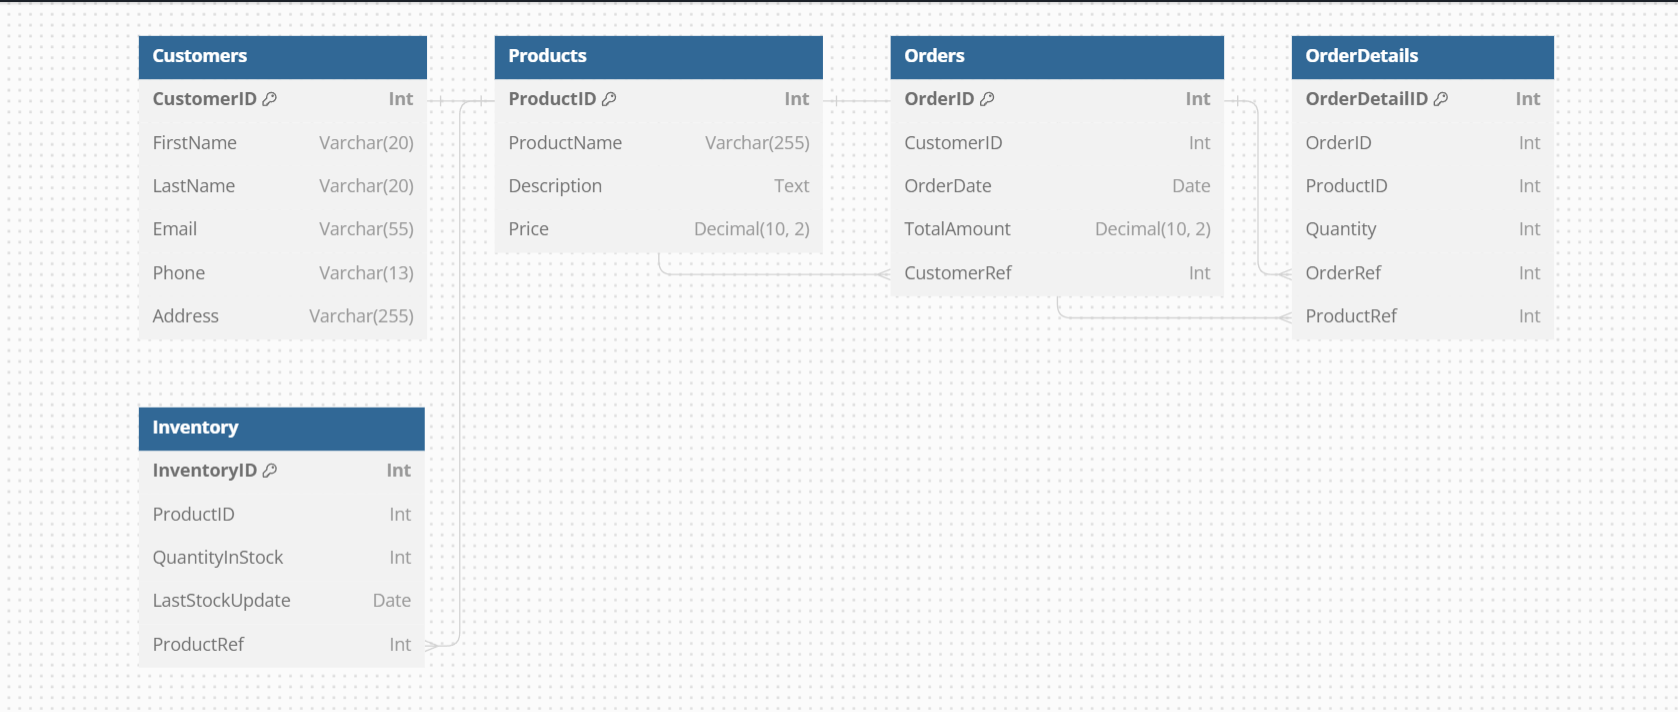 Customers
CustomerID Int
FirstName Varchar(20)
LastName Varchar(20)
Email Varchar(55)
Phone Varchar(13)
Address Varchar(255)
Products
ProductID Int
ProductName Varchar(255)
Description Text
Price Decimal(10, 2)
Orders
OrderID Int
CustomerID Int
OrderDate Date
TotalAmount Decimal(10, 2)
CustomerRef Int
OrderDetails
OrderDetailID Int
OrderID Int
ProductID Int
Quantity Int
OrderRef Int
ProductRef Int
Inventory
InventoryID Int
ProductID Int
QuantityInStock Int
LastStockUpdate Date
ProductRef Int